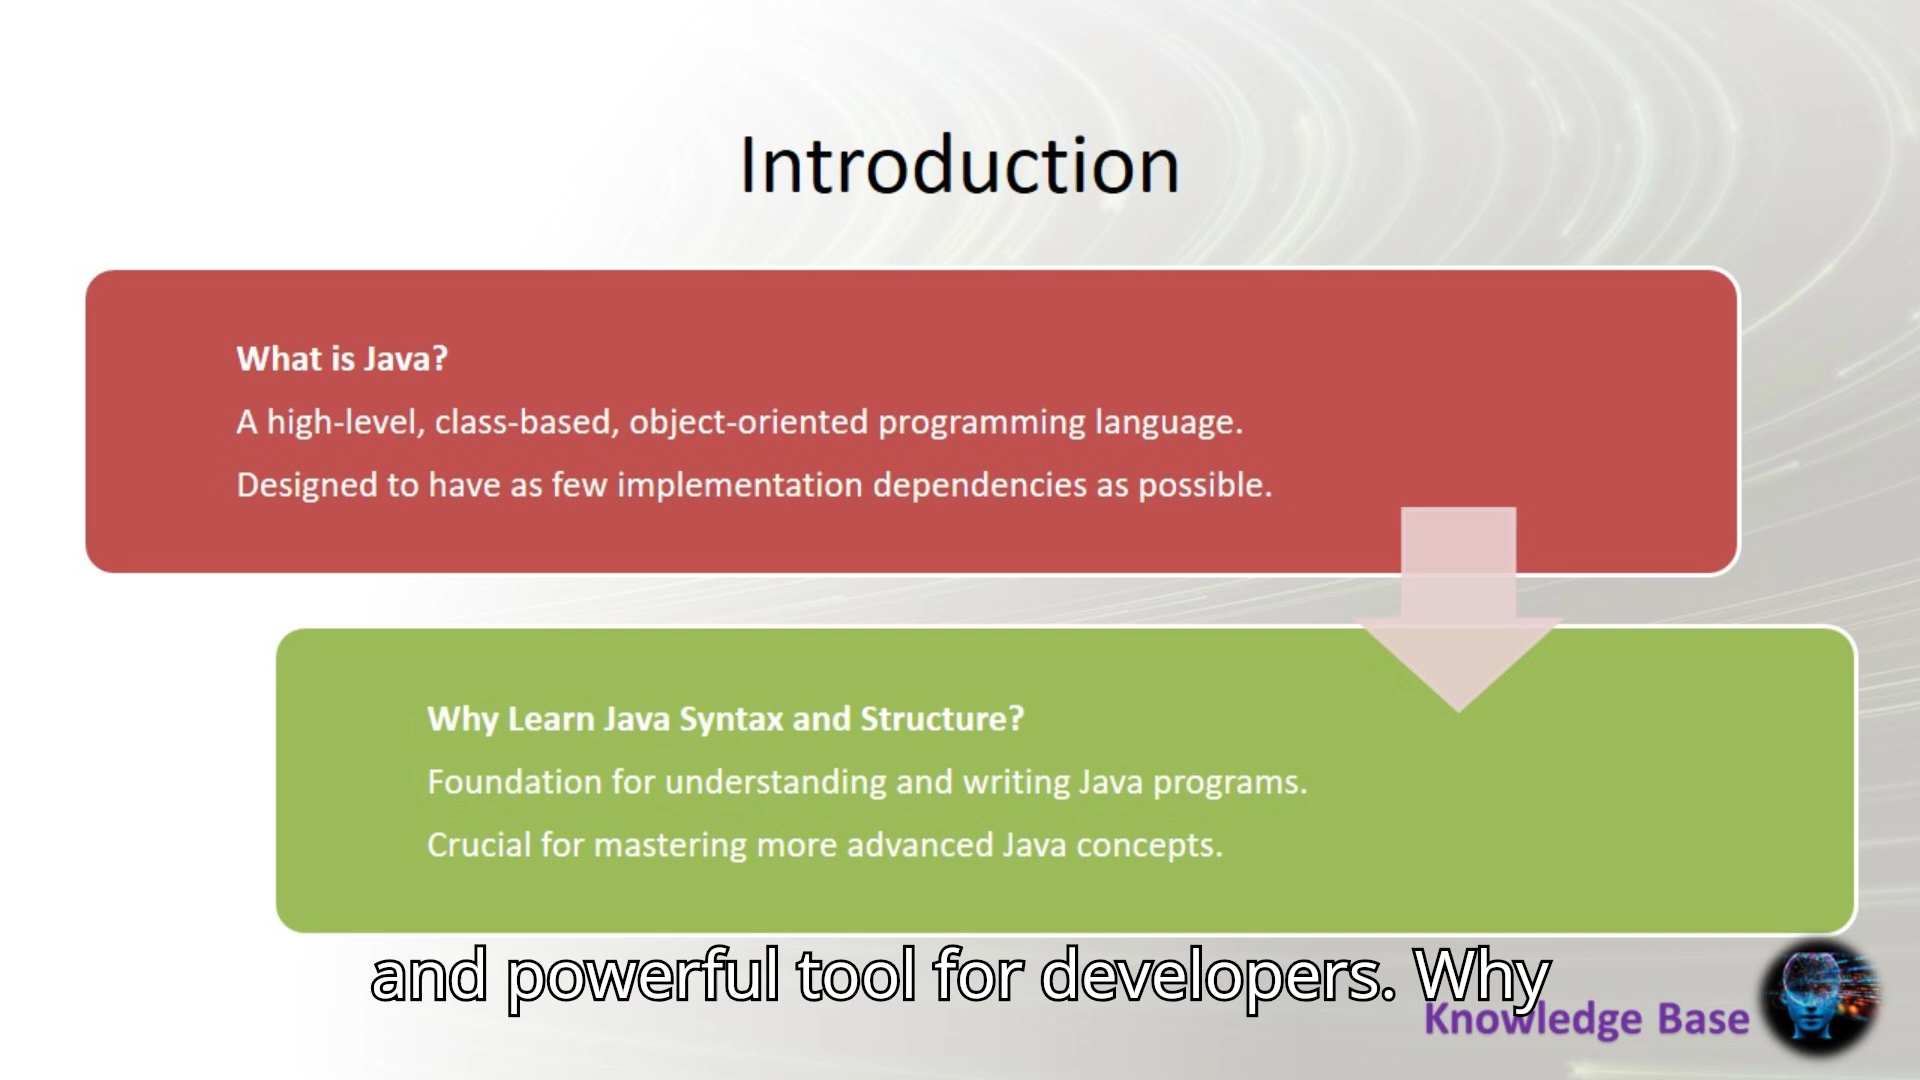 Introduction
What is Java?
A high-level, class-based, object-oriented programming language.
Designed to have as few implementation dependencies as possible.
Why Learn Java Syntax and Structure?
Foundation for understanding and writing Java programs.
Crucial for mastering more advanced Java concepts.
and powerful tool for developers. Why
Knowledge Base